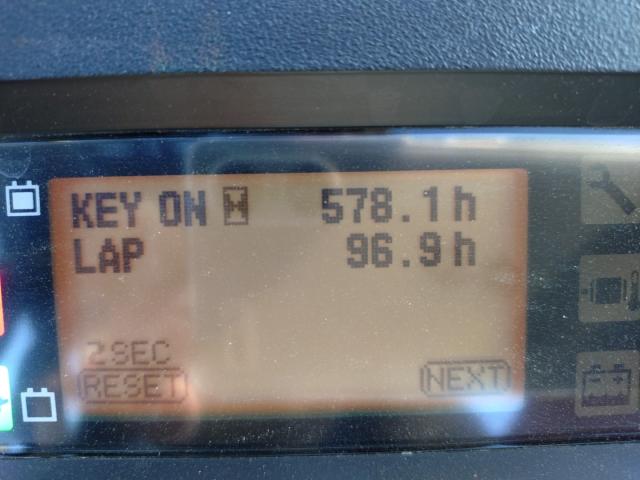 KEY ON 578.1h
LAP 96.9h
2SEC
RESET NEXT